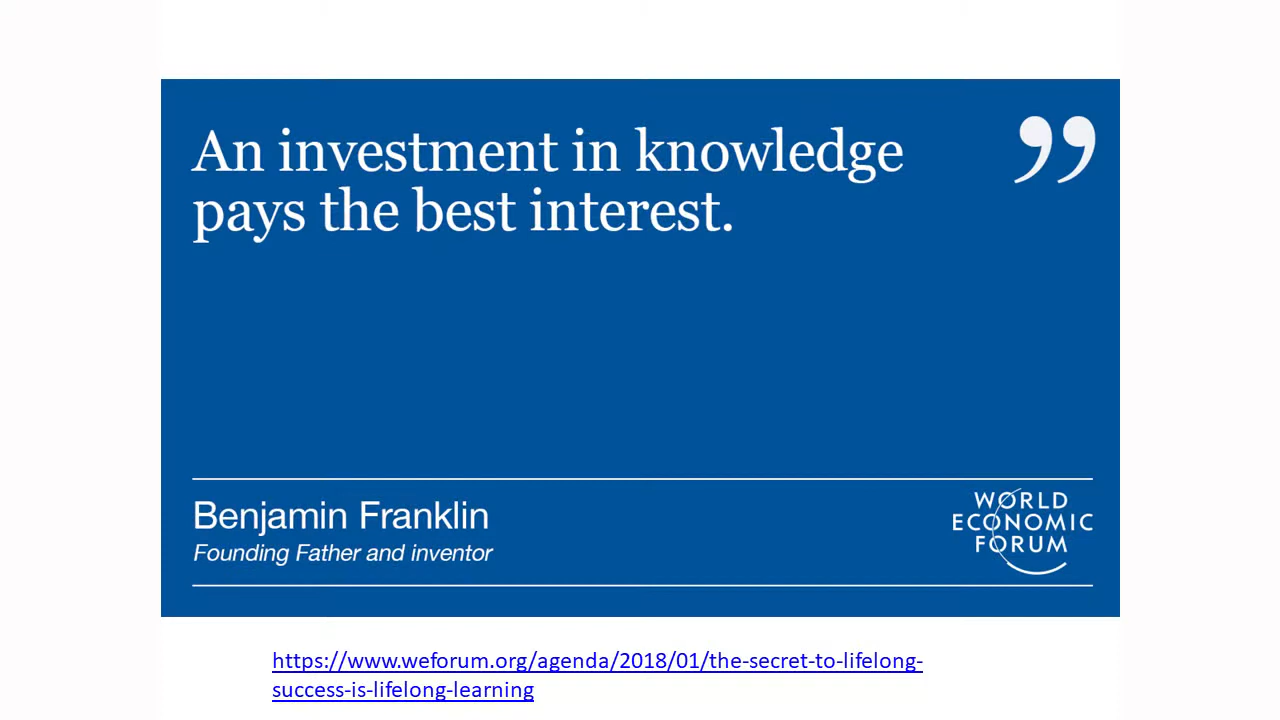 An investment in knowledge
pays the best interest.
”
Benjamin Franklin
Founding Father and inventor
WORLD
ECONOMIC
FORUM
https://www.weforum.org/agenda/2018/01/the-secret-to-lifelong-
success-is-lifelong-learning